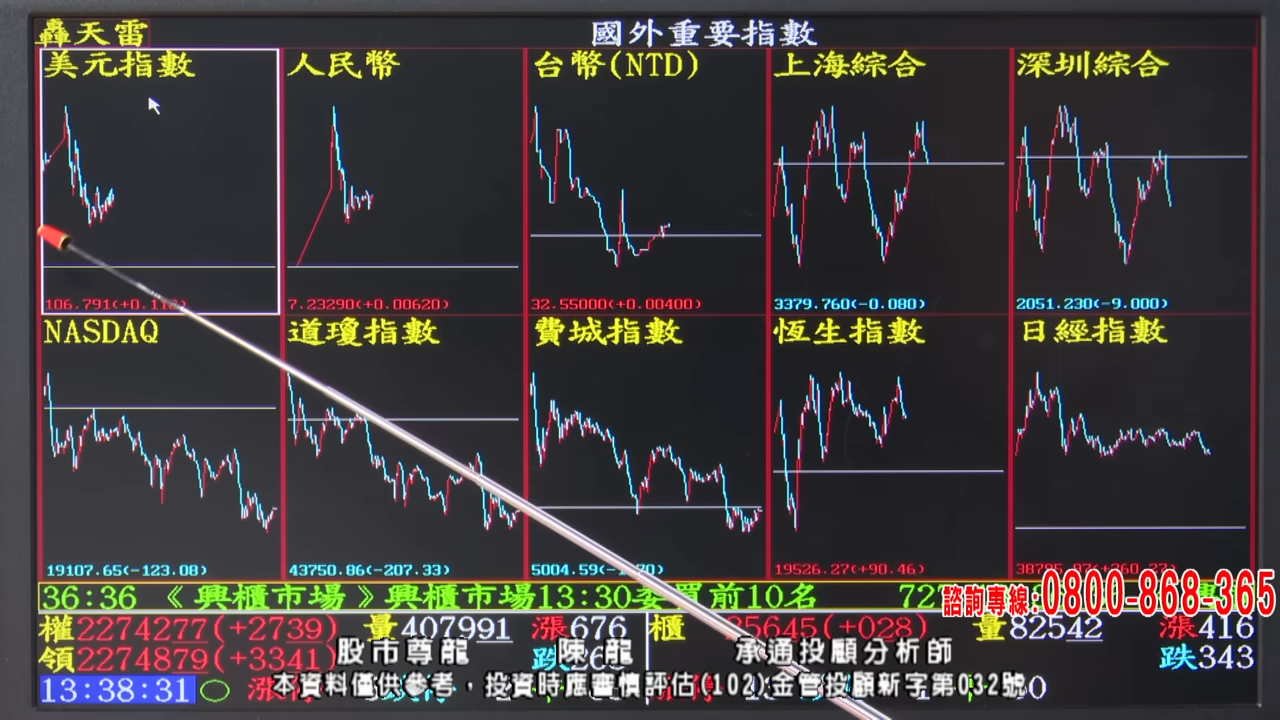 轟天雷
國外重要指數
美元指數
人民幣
台幣(NTD)
上海綜合
深圳綜合
106.791(+0.11
7.23290(+0.00620)
32.55000(+0.00400)
3379.760(-0.080)
2051.230(-9.000)
NASDAQ
道瓊指數
費城指數
恆生指數
日經指數
19107.65(-123.08)
43750.86(-207.33)
5004.59(-
19526.27(+90.46)
36:36 《興櫃市場》興櫃市場13:30委買前10名
諮詢專線:0800-868-365
權2274277(+2739) 量407991 漲676 櫃 25645(+028) 量82542 漲416
領2274879(+3341) 跌 跌343
股市尊龍 陳龍 承通投顧分析師
13:38:31
本資料僅供參考，投資時應審慎評估(102)金管投顧新字第032號